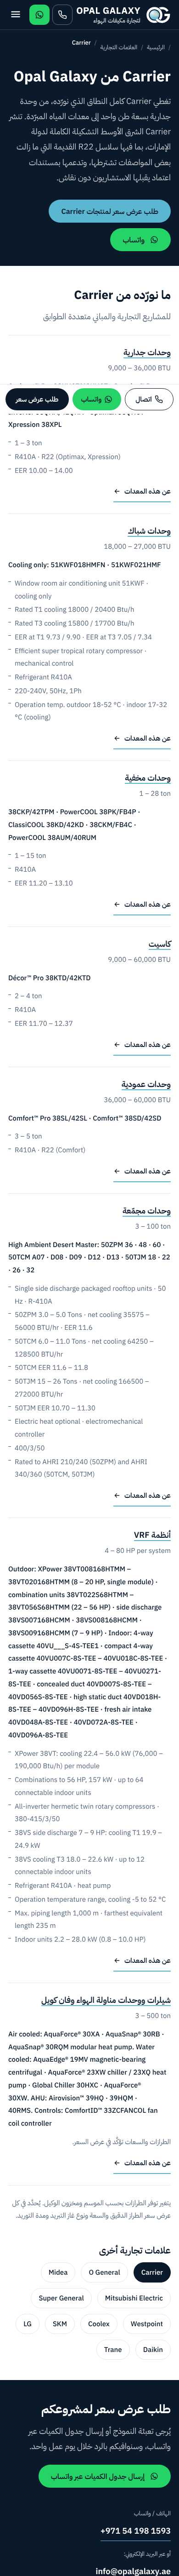 OPAL GALAXY
لتجارة مكيفات الهواء
الرئيسية / العلامات التجارية / Carrier
Carrier من Opal Galaxy
تغطي Carrier كامل النطاق الذي نورّده، من وحدة
جدارية بسعة طن واحد حتى تشيلر بسعة خمسمائة طن.
Carrier الشرق الأوسط هي التشكيلة الكاملة للمنطقة دون
انقطاع، بما فيها سلاسل R22 القديمة التي ما زالت
بعض المواصفات تشترطها، وتدعمها بمستندات
اعتماد يقبلها الاستشاريون دون نقاش.
طلب عرض سعر لمنتجات Carrier
واتساب
ما نورّده من Carrier
للمشاريع التجارية والمباني متعددة الطوابق
وحدات جدارية
9,000 – 36,000 BTU
اتصال
واتساب
طلب عرض سعر
Xpression 38XPL
1 – 3 ton
R410A · R22 (Optimax, Xpression)
EER 10.00 – 14.00
عن هذه المعدات ←
وحدات شباك
18,000 – 27,000 BTU
Cooling only: 51KWF018HMFN · 51KWF021HMF
Window room air conditioning unit 51KWF ·
cooling only
Rated T1 cooling 18000 / 20400 Btu/h
Rated T3 cooling 15800 / 17700 Btu/h
EER at T1 9.73 / 9.90 · EER at T3 7.05 / 7.34
Efficient super tropical rotary compressor ·
mechanical control
Refrigerant R410A
220-240V, 50Hz, 1Ph
Operation temp. outdoor 18-52 °C · indoor 17-32
°C (cooling)
عن هذه المعدات ←
وحدات مخفية
1 – 28 ton
38CKP/42TPM · PowerCOOL 38PK/FB4P ·
ClassiCOOL 38KD/42KD · 38CKM/FB4C ·
PowerCOOL 38AUM/40RUM
1 – 15 ton
R410A
EER 11.20 – 13.10
عن هذه المعدات ←
كاسيت
9,000 – 60,000 BTU
Décor™ Pro 38KTD/42KTD
2 – 4 ton
R410A
EER 11.70 – 12.37
عن هذه المعدات ←
وحدات عمودية
36,000 – 60,000 BTU
Comfort™ Pro 38SL/42SL · Comfort™ 38SD/42SD
3 – 5 ton
R410A · R22 (Comfort)
عن هذه المعدات ←
وحدات مجمّعة
3 – 100 ton
High Ambient Desert Master: 50ZPM 36 · 48 · 60 ·
50TCM A07 · D08 · D09 · D12 · D13 · 50TJM 18 · 22
· 26 · 32
Single side discharge packaged rooftop units · 50
Hz · R-410A
50ZPM 3.0 – 5.0 Tons · net cooling 35575 –
56000 BTU/hr · EER 11.6
50TCM 6.0 – 11.0 Tons · net cooling 64250 –
128500 BTU/hr
50TCM EER 11.6 – 11.8
50TJM 15 – 26 Tons · net cooling 166500 –
272000 BTU/hr
50TJM EER 10.70 – 11.30
Electric heat optional · electromechanical
controller
400/3/50
Rated to AHRI 210/240 (50ZPM) and AHRI
340/360 (50TCM, 50TJM)
عن هذه المعدات ←
أنظمة VRF
4 – 80 HP per system
Outdoor: XPower 38VT008168HTMM –
38VT020168HTMM (8 – 20 HP, single module) ·
combination units 38VT022S68HTMM –
38VT056S68HTMM (22 – 56 HP) · side discharge
38VS007168HCMM · 38VS008168HCMM ·
38VS009168HCMM (7 – 9 HP) · Indoor: 4-way
cassette 40VU___S-4S-TEE1 · compact 4-way
cassette 40VU007C-8S-TEE – 40VU018C-8S-TEE ·
1-way cassette 40VU0071-8S-TEE – 40VU0271-
8S-TEE · concealed duct 40VD007S-8S-TEE –
40VD056S-8S-TEE · high static duct 40VD018H-
8S-TEE – 40VD096H-8S-TEE · fresh air intake
40VD048A-8S-TEE · 40VD072A-8S-TEE ·
40VD096A-8S-TEE
XPower 38VT: cooling 22.4 – 56.0 kW (76,000 –
190,000 Btu/h) per module
Combinations to 56 HP, 157 kW · up to 64
connectable indoor units
All-inverter hermetic twin rotary compressors ·
380-415/3/50
38VS side discharge 7 – 9 HP: cooling T1 19.9 –
24.9 kW
38VS cooling T3 18.0 – 22.6 kW · up to 12
connectable indoor units
Refrigerant R410A · heat pump
Operation temperature range, cooling -5 to 52 °C
Max. piping length 1,000 m · farthest equivalent
length 235 m
Indoor units 2.2 – 28.0 kW (0.8 – 10.0 HP)
عن هذه المعدات ←
شيلرات ووحدات مناولة الهواء وفان كويل
3 – 500 ton
Air cooled: AquaForce® 30XA · AquaSnap® 30RB ·
AquaSnap® 30RQM modular heat pump. Water
cooled: AquaEdge® 19MV magnetic-bearing
centrifugal · AquaForce® 23XW chiller / 23XQ heat
pump · Global Chiller 30HXC · AquaForce®
30XW. AHU: Airovision™ 39HQ · 39HQM ·
40RMS. Controls: ComfortID™ 33ZCFANCOL fan
coil controller
الطرازات والسعات تؤكَّد في عرض السعر.
عن هذه المعدات ←
يتغير توفر الطرازات بحسب الموسم ومخزون الوكيل. يُحدَّد في كل
عرض سعر الطراز الدقيق والسعة ونوع غاز التبريد ومدة التوريد.
علامات تجارية أخرى
Carrier
O General
Midea
Mitsubishi Electric
Super General
Westpoint
Coolex
SKM
LG
Daikin
Trane
طلب عرض سعر لمشروعكم
يُرجى تعبئة النموذج أو إرسال جدول الكميات عبر
واتساب، وسنوافيكم بالرد خلال يوم عمل واحد.
إرسال جدول الكميات عبر واتساب
الهاتف / واتساب
+971 54 198 1593
أو عبر البريد الإلكتروني:
info@opalgalaxy.ae